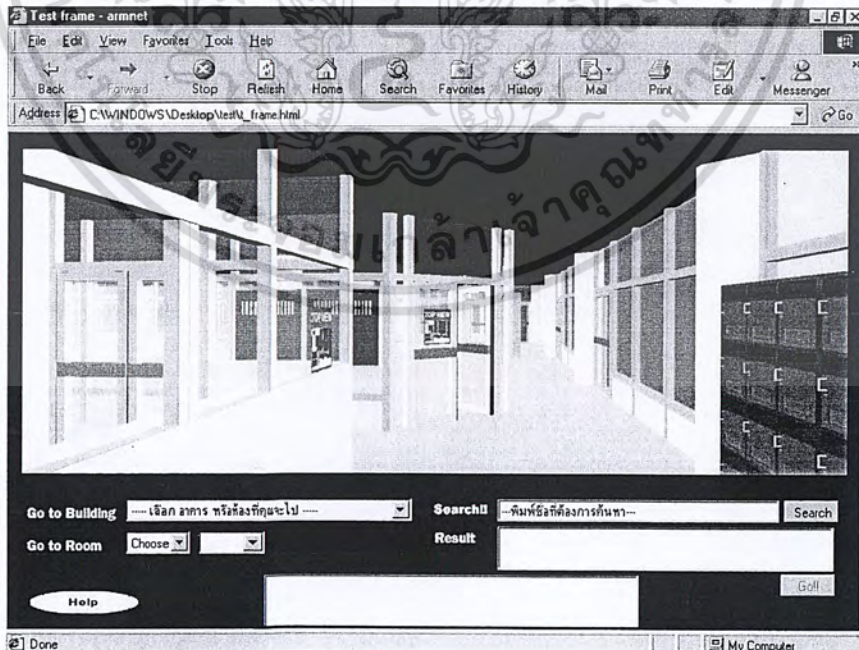 Test frame - armnet
File Edit View Favorites Tools Help
Back Forward Stop Refresh Home Search Favorites History Mail Print Edit Messenger
Address C:\WINDOWS\Desktop\test\t_frame.html Go
TOP VIEW
Go to Building ---- เลือก อาคาร หรือห้องที่คุณจะไป ---- Search!! ---พิมพ์ชื่อที่ต้องการค้นหา--- Search
Go to Room Choose Result
Go!!
Help
Done My Computer